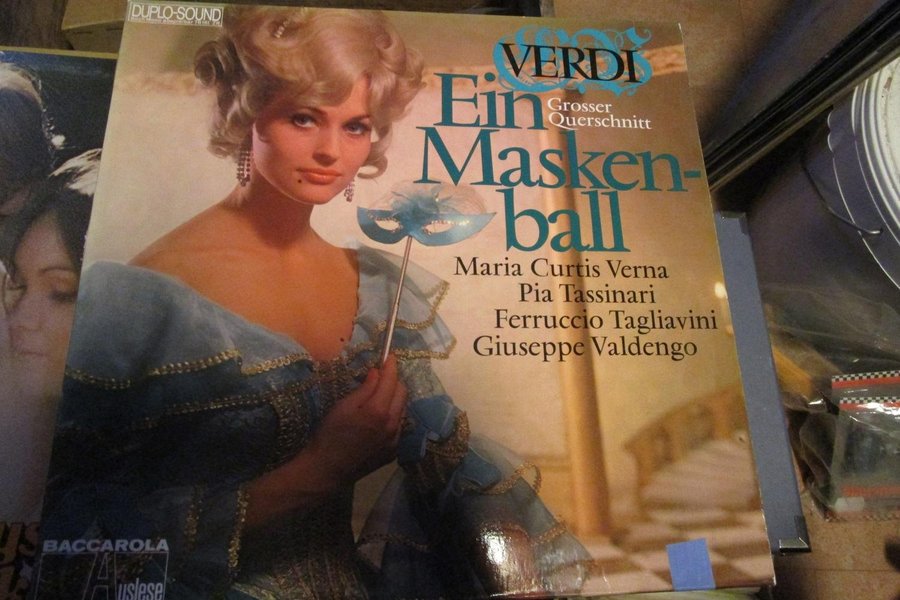 DUPLO-SOUND
VERDI
Ein
Grosser
Querschnitt
Masken-
ball
Maria Curtis Verna
Pia Tassinari
Ferruccio Tagliavini
Giuseppe Valdengo
BACCAROLA
Auslese